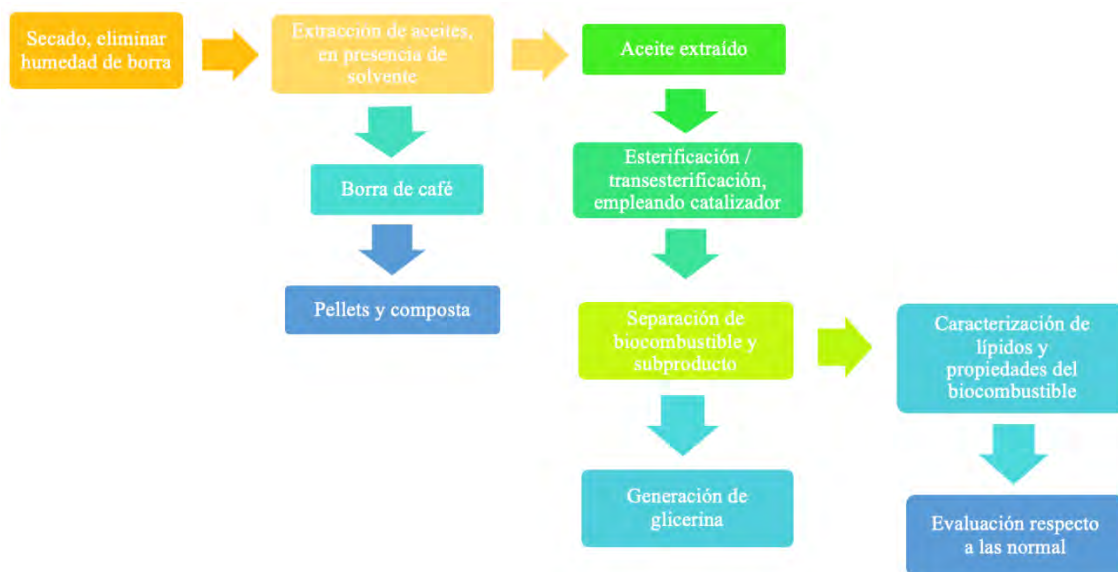 Secado, eliminar
humedad de borra
Extracción de aceites,
en presencia de
solvente
Aceite extraído
Borra de café
Esterificación /
transesterificación,
empleando catalizador
Pellets y composta
Separación de
biocombustible y
subproducto
Caracterización de
lípidos y
propiedades del
biocombustible
Generación de
glicerina
Evaluación respecto
a las normal